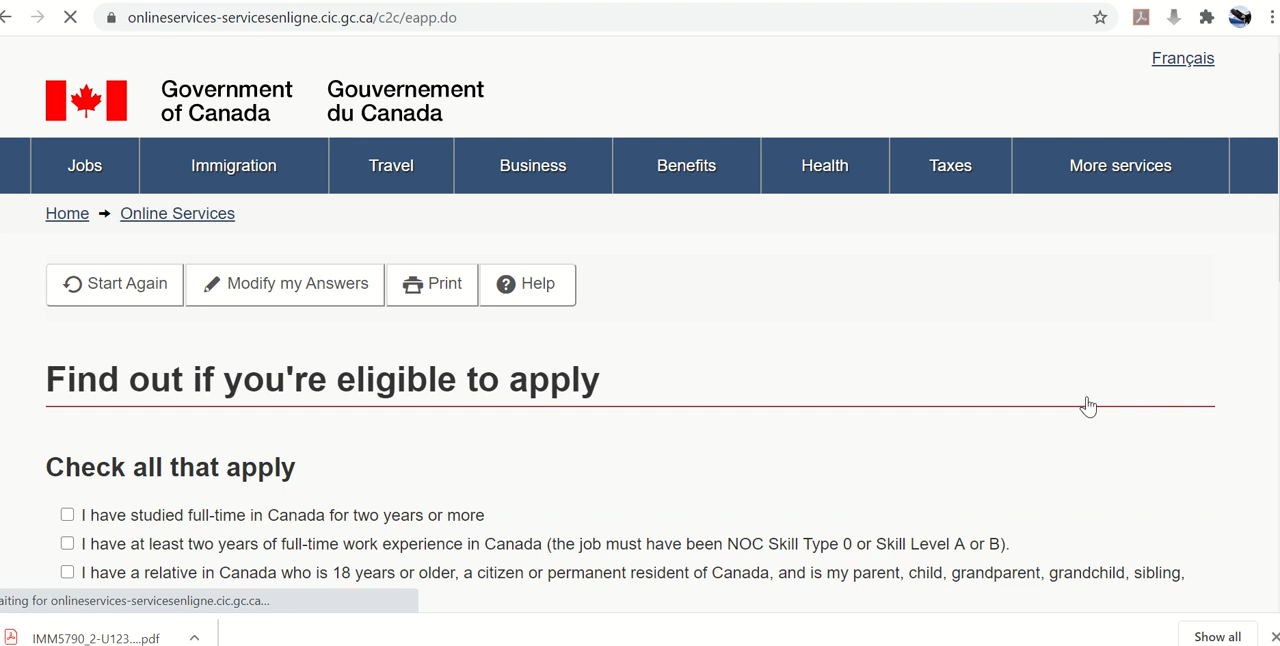 onlineservices-servicesenligne.cic.gc.ca/c2c/eapp.do
Français
Government of Canada
Gouvernement du Canada
Jobs Immigration Travel Business Benefits Health Taxes More services
Home Online Services
Start Again Modify my Answers Print Help
Find out if you're eligible to apply
Check all that apply
I have studied full-time in Canada for two years or more
I have at least two years of full-time work experience in Canada (the job must have been NOC Skill Type 0 or Skill Level A or B).
I have a relative in Canada who is 18 years or older, a citizen or permanent resident of Canada, and is my parent, child, grandparent, grandchild, sibling,
aiting for onlineservices-servicesenligne.cic.gc.ca...
IMM5790_2-U123....pdf Show all